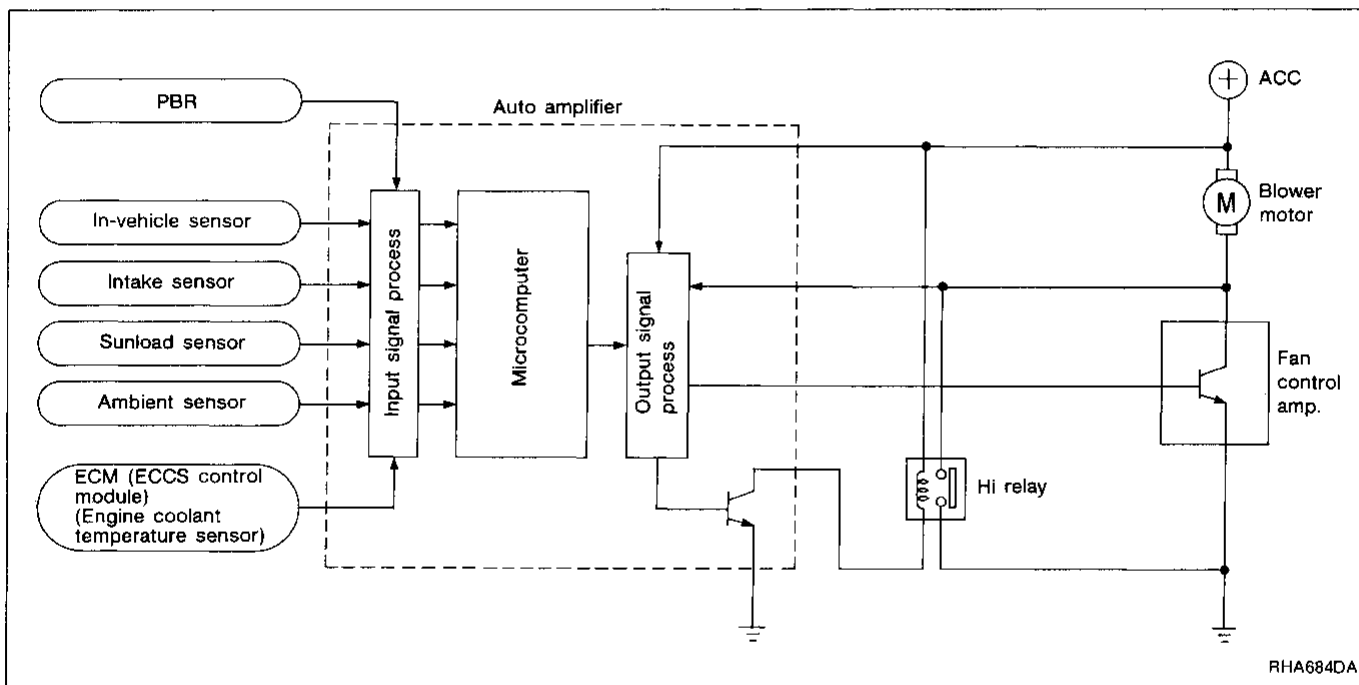 PBR
In-vehicle sensor
Intake sensor
Sunload sensor
Ambient sensor
ECM (ECCS control
module)
(Engine coolant
temperature sensor)
Auto amplifier
Input signal process
Microcomputer
Output signal
process
ACC
M
Blower
motor
Fan
control
amp.
Hi relay
RHA684DA